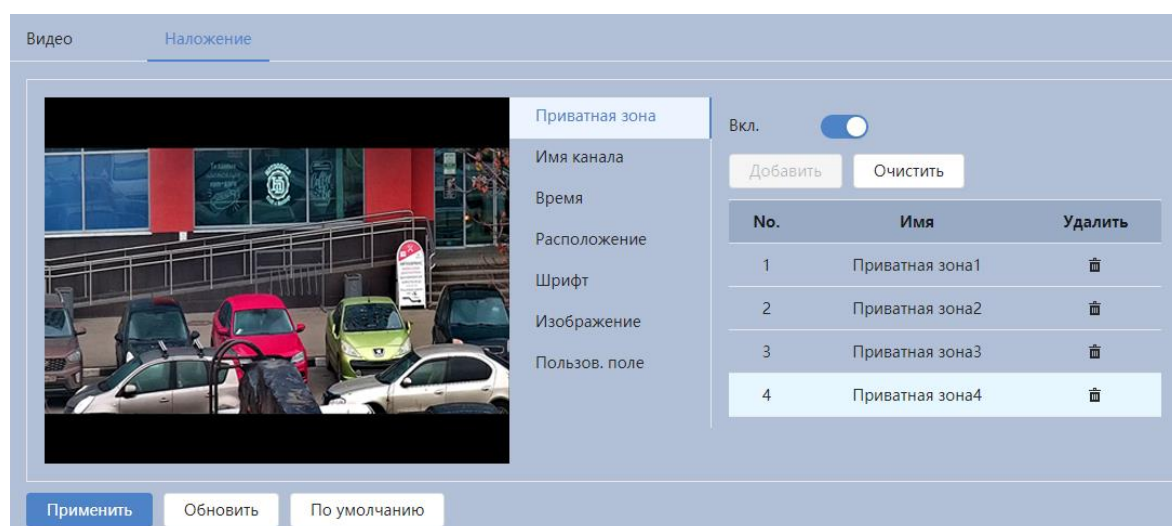 Видео Наложение
Приватная зона
Имя канала
Время
Расположение
Шрифт
Изображение
Пользов. поле
Вкл.
Добавить Очистить
No. Имя Удалить
1 Приватная зона1
2 Приватная зона2
3 Приватная зона3
4 Приватная зона4
Применить Обновить По умолчанию